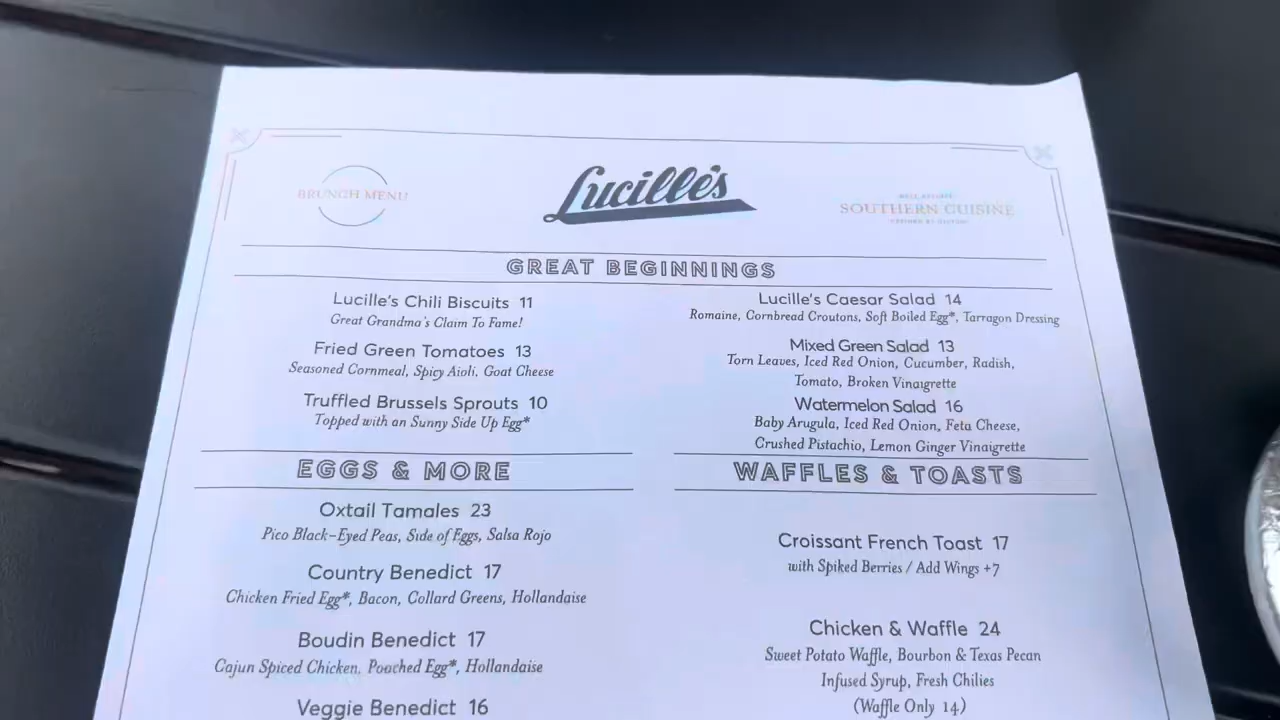 BRUNCH MENU
Lucille's
SOUTHERN CUISINE
GREAT BEGINNINGS
Lucille's Chili Biscuits 11
Great Grandma's Claim To Fame!
Fried Green Tomatoes 13
Seasoned Cornmeal, Spicy Aioli, Goat Cheese
Truffled Brussels Sprouts 10
Topped with an Sunny Side Up Egg*
Lucille's Caesar Salad 14
Romaine, Cornbread Croutons, Soft Boiled Egg*, Tarragon Dressing
Mixed Green Salad 13
Torn Leaves, Iced Red Onion, Cucumber, Radish,
Tomato, Broken Vinaigrette
Watermelon Salad 16
Baby Arugula, Iced Red Onion, Feta Cheese,
Crushed Pistachio, Lemon Ginger Vinaigrette
EGGS & MORE
Oxtail Tamales 23
Pico Black-Eyed Peas, Side of Eggs, Salsa Rojo
Country Benedict 17
Chicken Fried Egg*, Bacon, Collard Greens, Hollandaise
Boudin Benedict 17
Cajun Spiced Chicken, Poached Egg*, Hollandaise
Veggie Benedict 16
WAFFLES & TOASTS
Croissant French Toast 17
with Spiked Berries / Add Wings +7
Chicken & Waffle 24
Sweet Potato Waffle, Bourbon & Texas Pecan
Infused Syrup, Fresh Chilies
(Waffle Only 14)